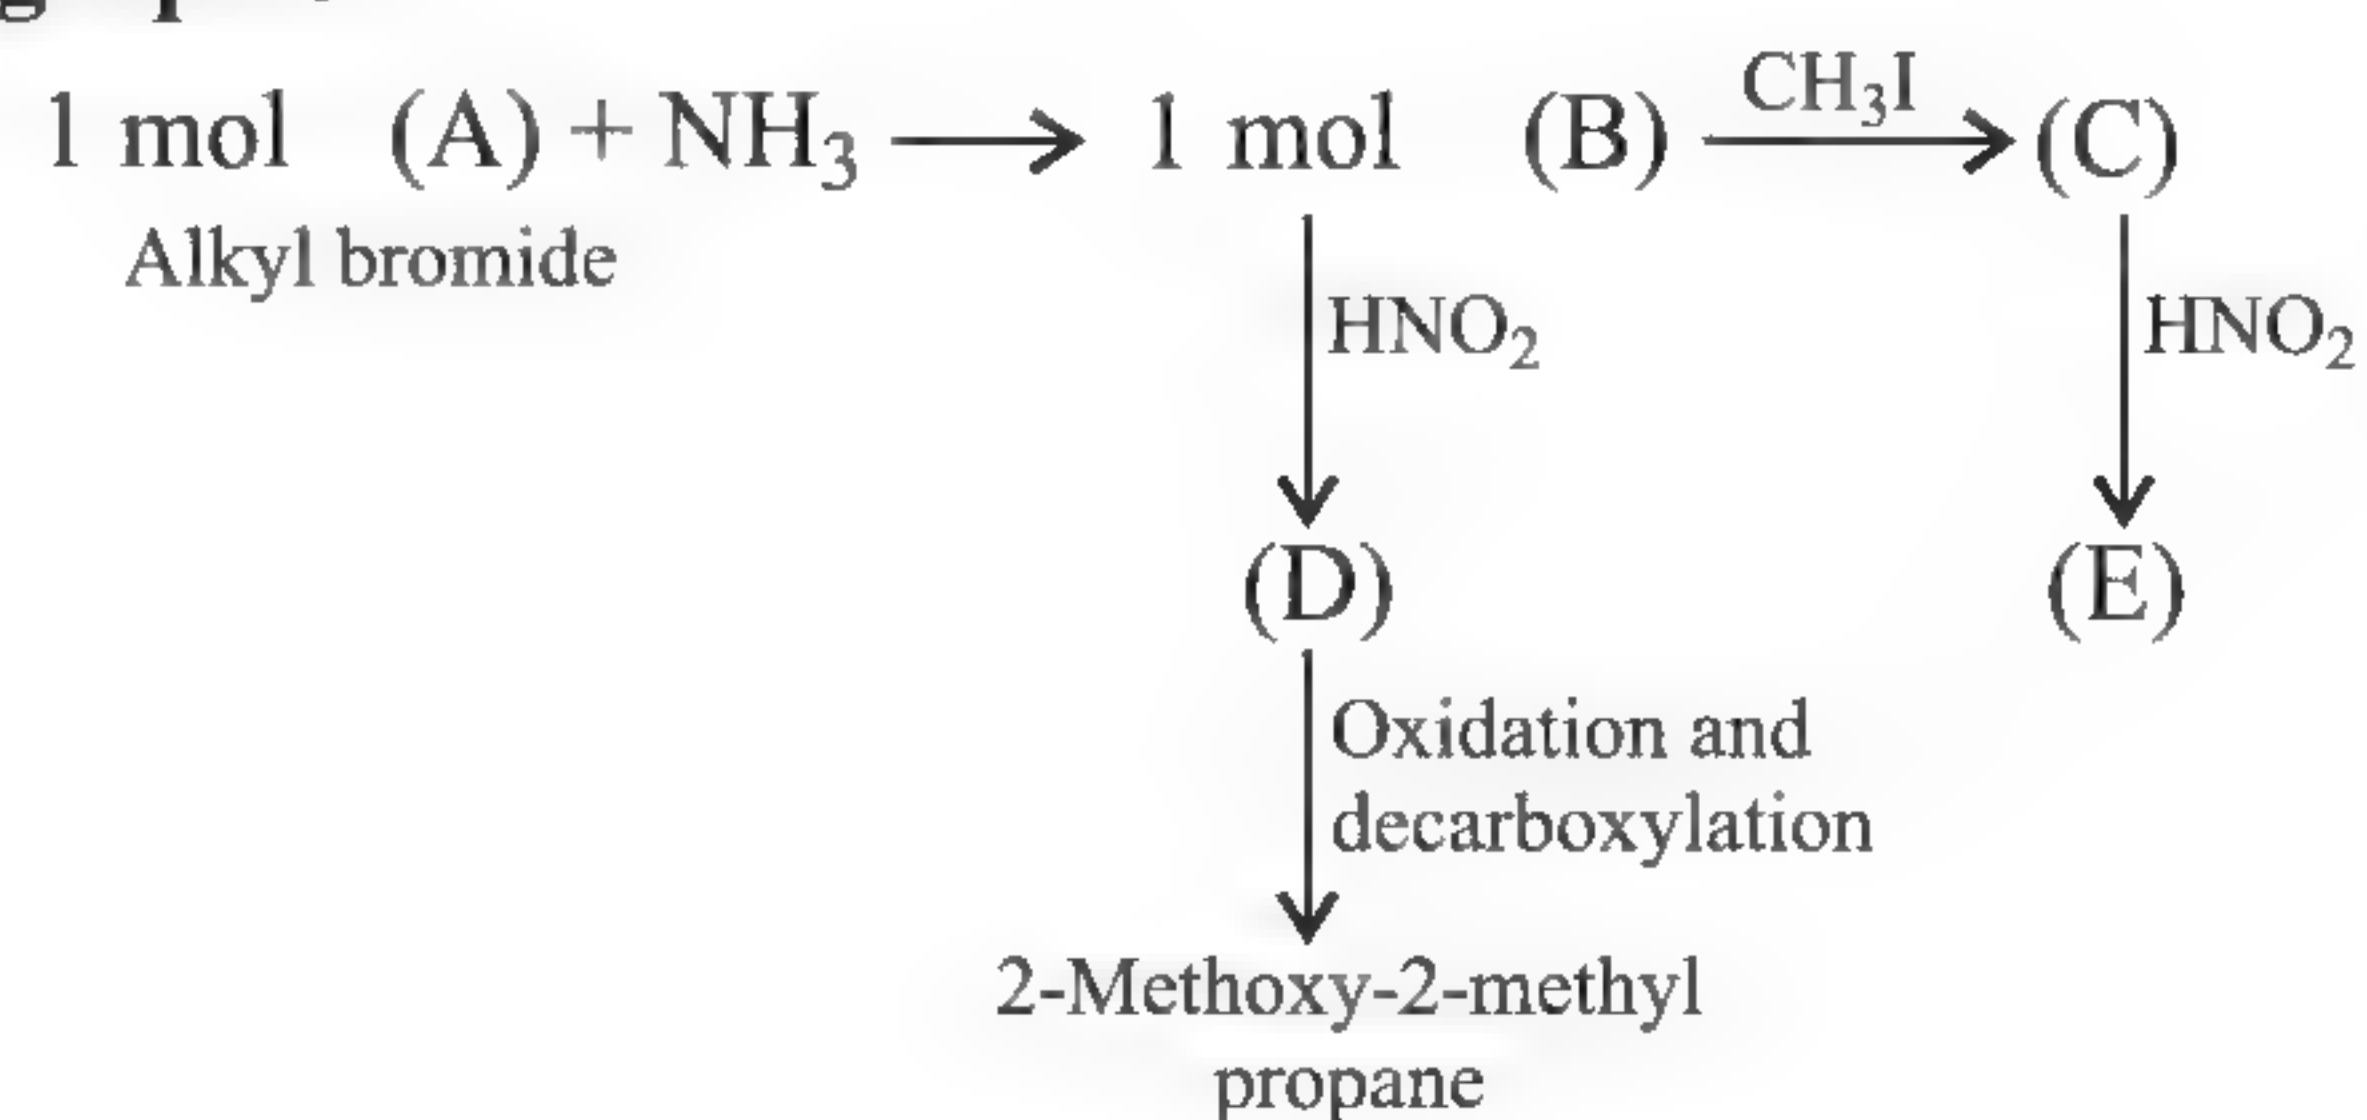 1 mol (A) + NH₃ ⟶ 1 mol (B) CH₃I ⟶ (C)
Alkyl bromide
HNO₂ HNO₂
(D) (E)
Oxidation and
decarboxylation
2-Methoxy-2-methyl
propane